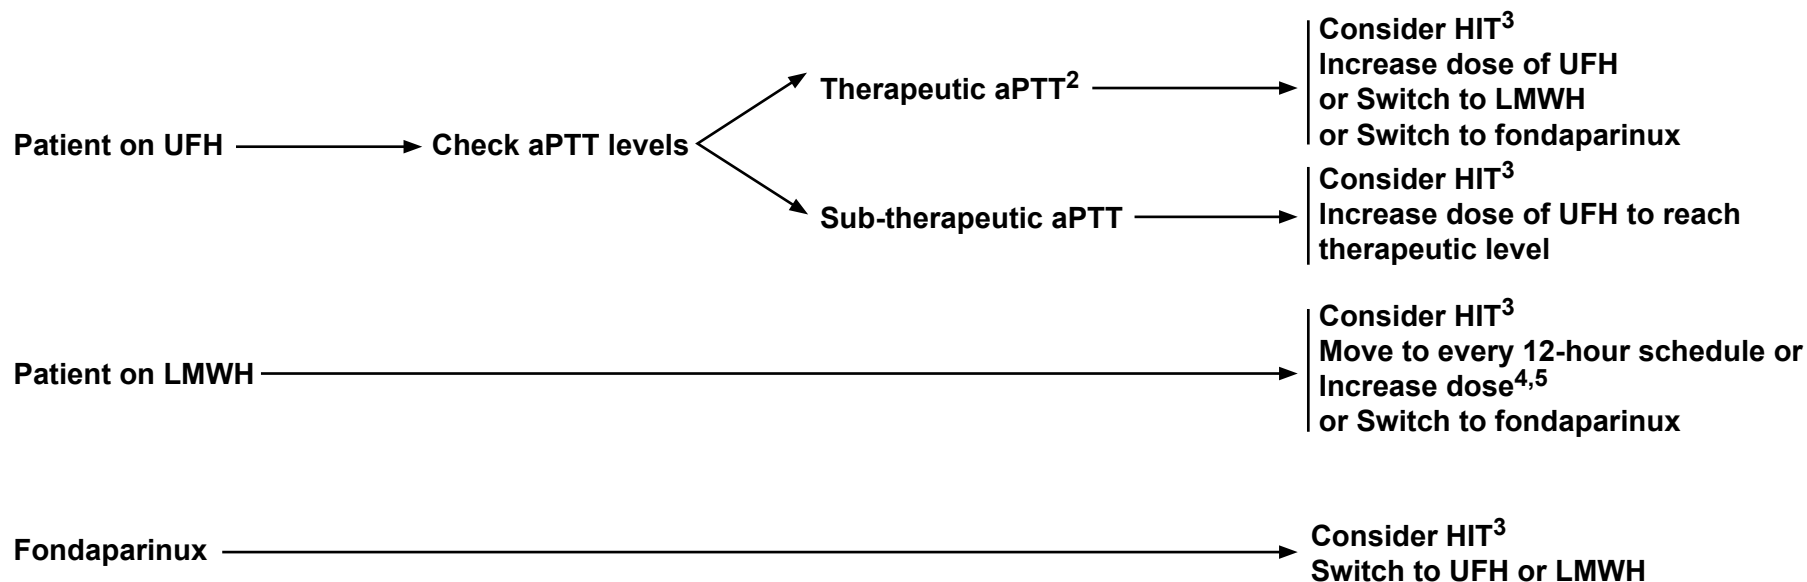 Patient on UFH
Check aPTT levels
Therapeutic aPTT²
Consider HIT³
Increase dose of UFH
or Switch to LMWH
or Switch to fondaparinux
Sub-therapeutic aPTT
Consider HIT³
Increase dose of UFH to reach
therapeutic level
Patient on LMWH
Consider HIT³
Move to every 12-hour schedule or
Increase dose⁴,⁵
or Switch to fondaparinux
Fondaparinux
Consider HIT³
Switch to UFH or LMWH